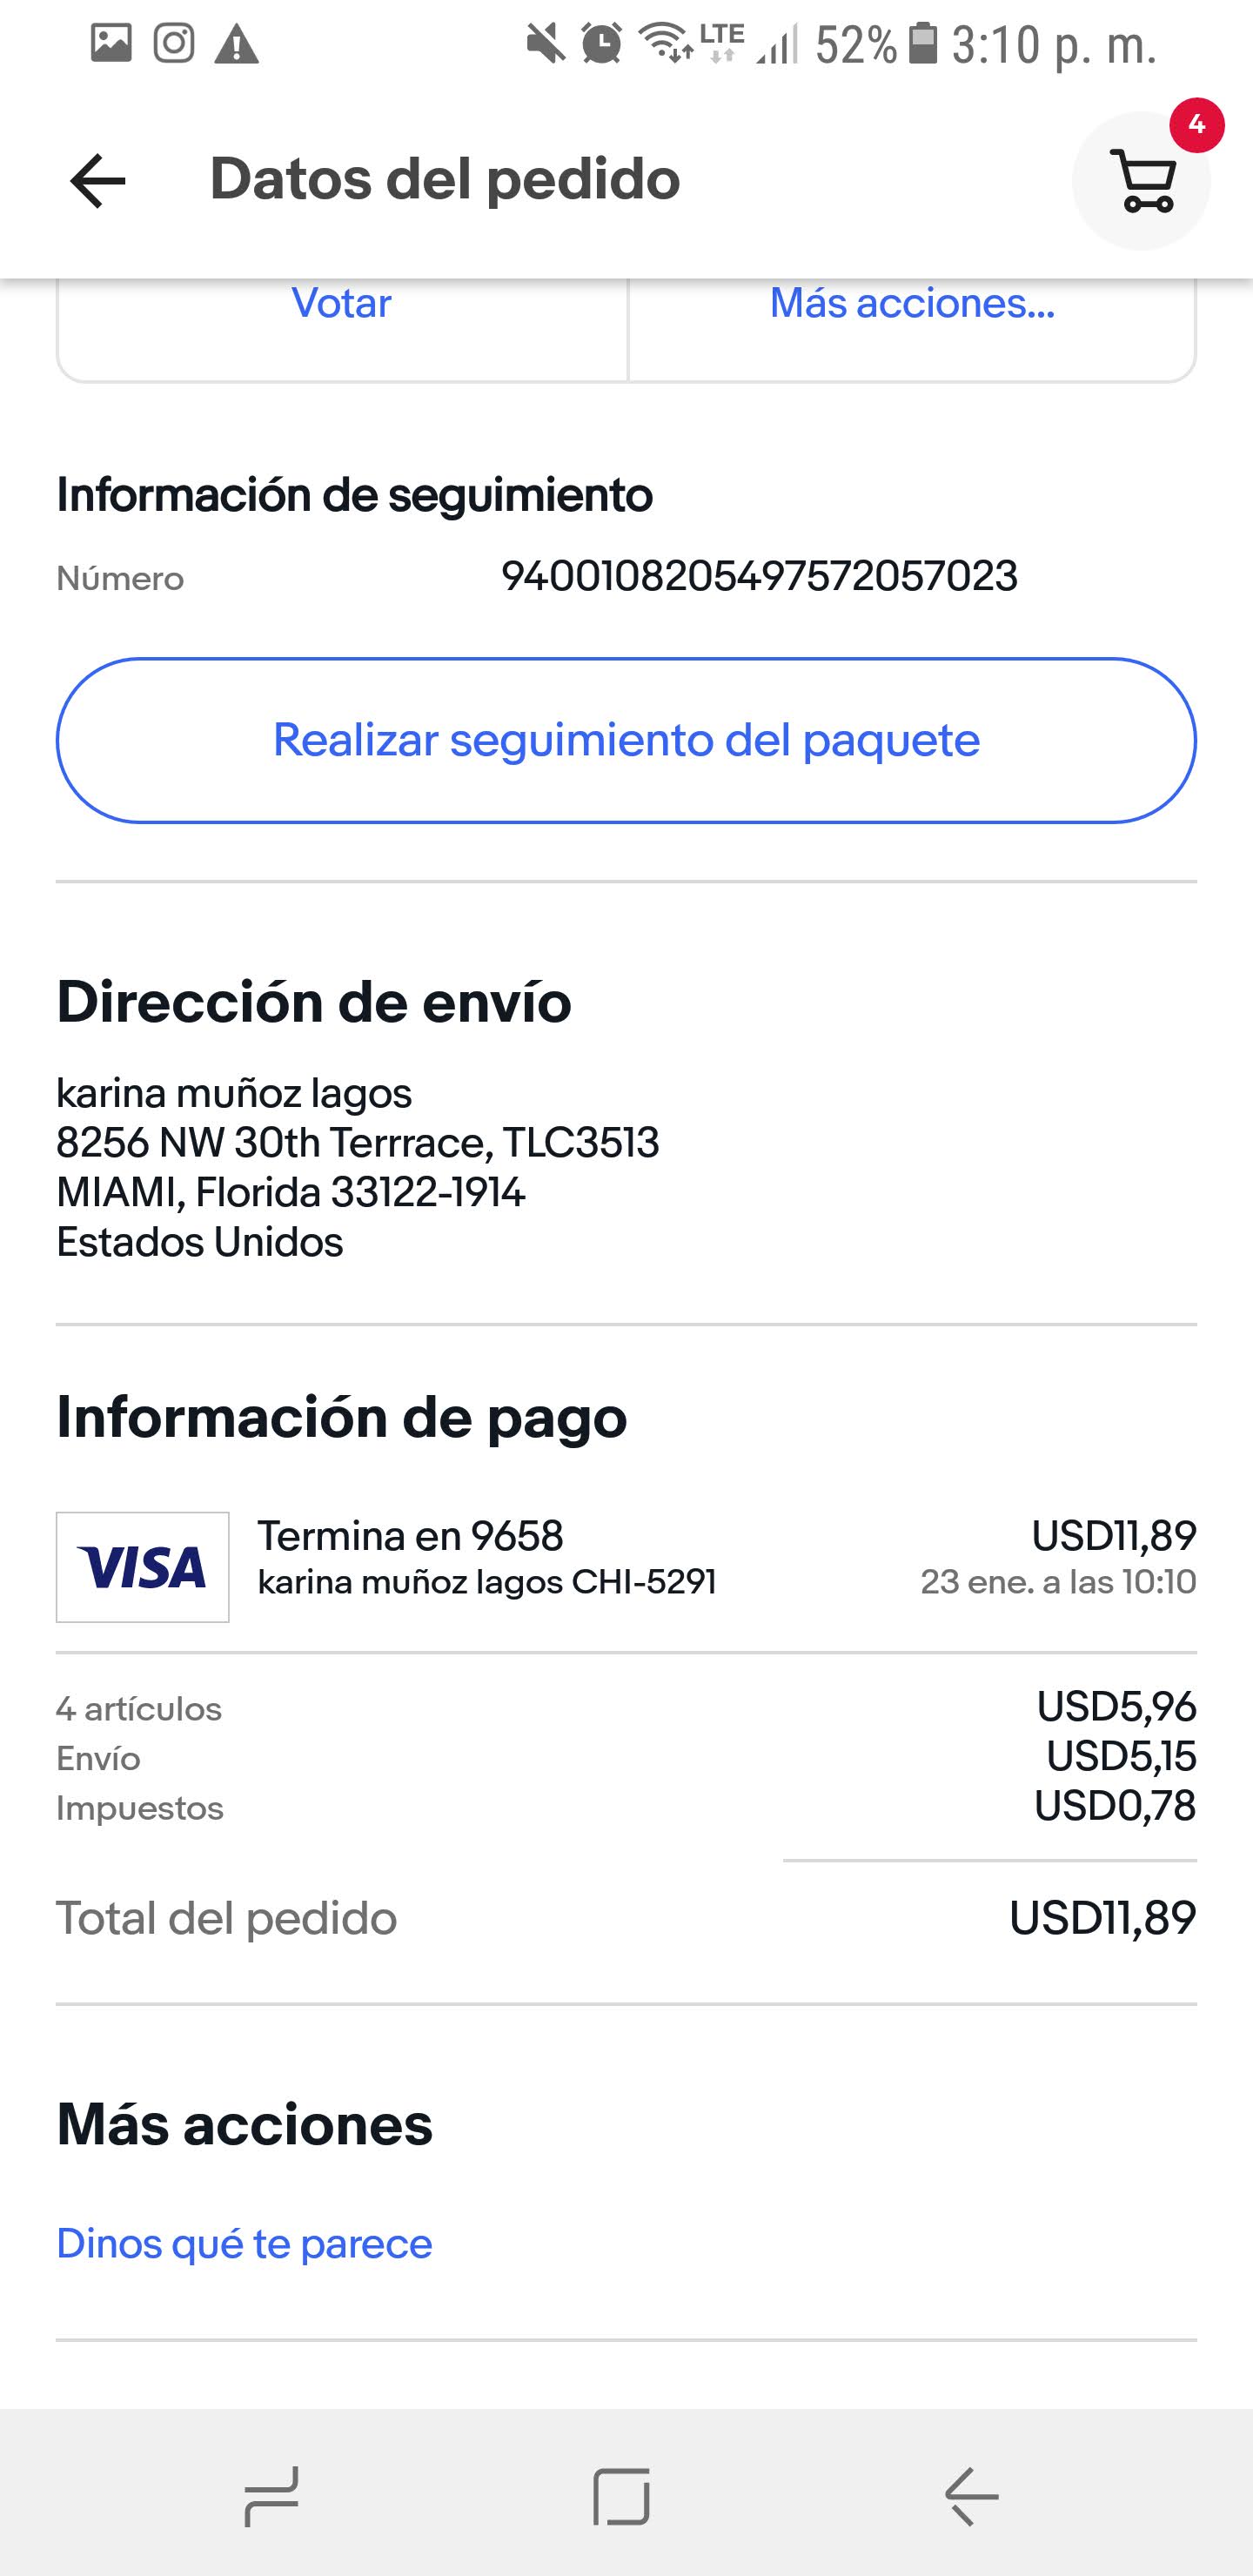 LTE 52% 3:10 p. m.
Datos del pedido
4
Votar
Más acciones...
Información de seguimiento
Número 9400108205497572057023
Realizar seguimiento del paquete
Dirección de envío
karina muñoz lagos
8256 NW 30th Terrrace, TLC3513
MIAMI, Florida 33122-1914
Estados Unidos
Información de pago
VISA Termina en 9658 USD11,89
karina muñoz lagos CHI-5291 23 ene. a las 10:10
4 artículos USD5,96
Envío USD5,15
Impuestos USD0,78
Total del pedido USD11,89
Más acciones
Dinos qué te parece